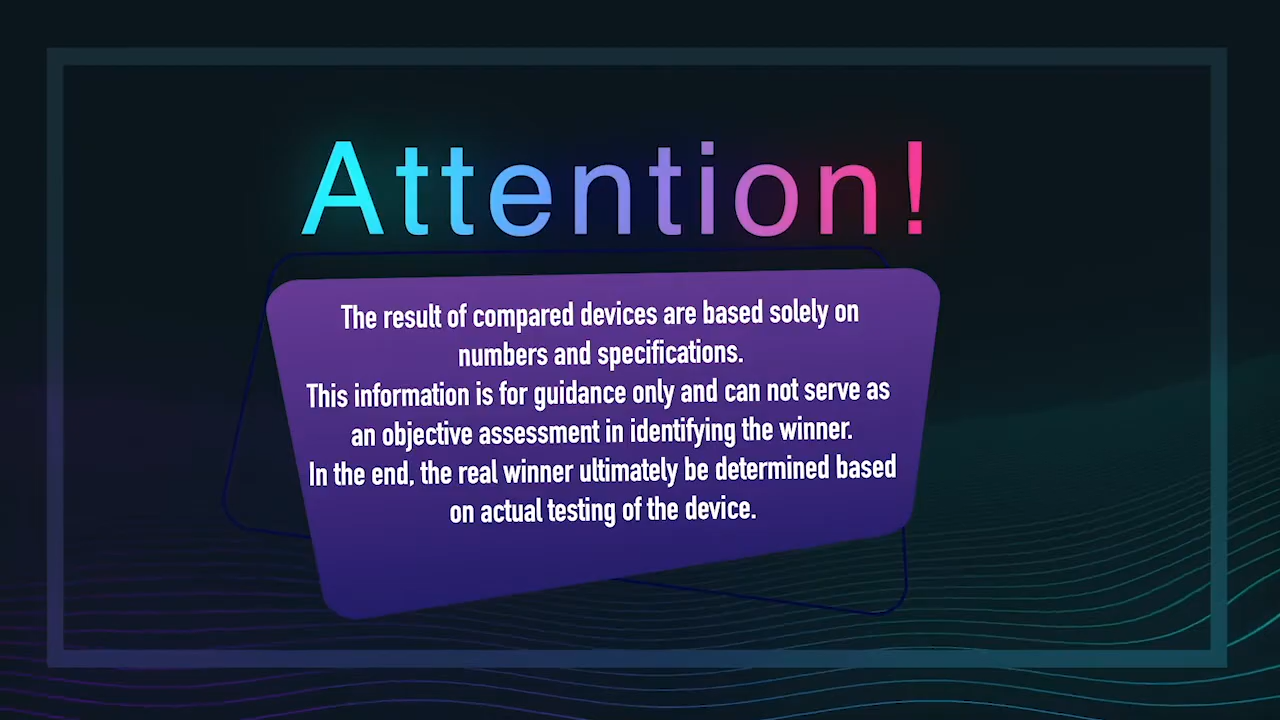 Attention!
The result of compared devices are based solely on
numbers and specifications.
This information is for guidance only and can not serve as
an objective assessment in identifying the winner.
In the end, the real winner ultimately be determined based
on actual testing of the device.